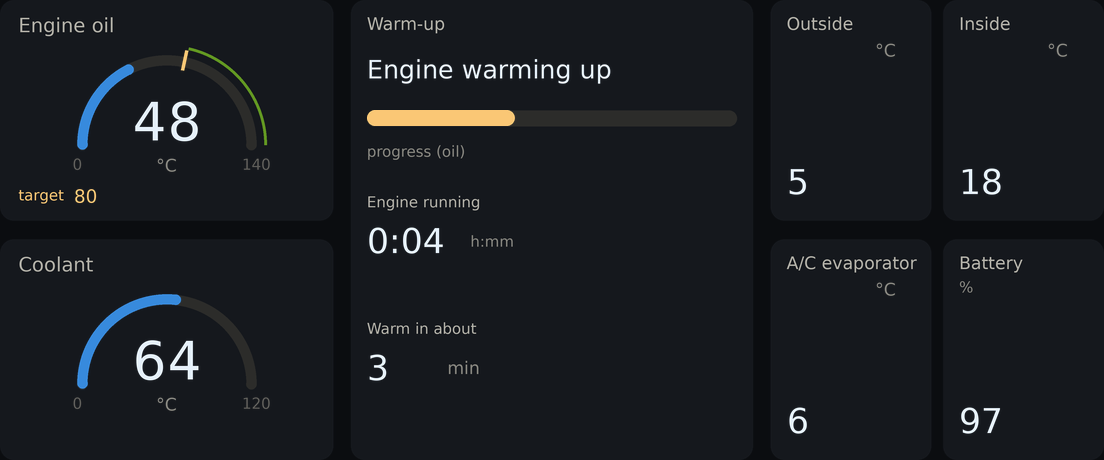 Engine oil
48
0
°C
140
target 80
Coolant
64
0
°C
120
Warm-up
Engine warming up
progress (oil)
Engine running
0:04 h:mm
Warm in about
3 min
Outside
°C
5
Inside
°C
18
A/C evaporator
°C
6
Battery
%
97